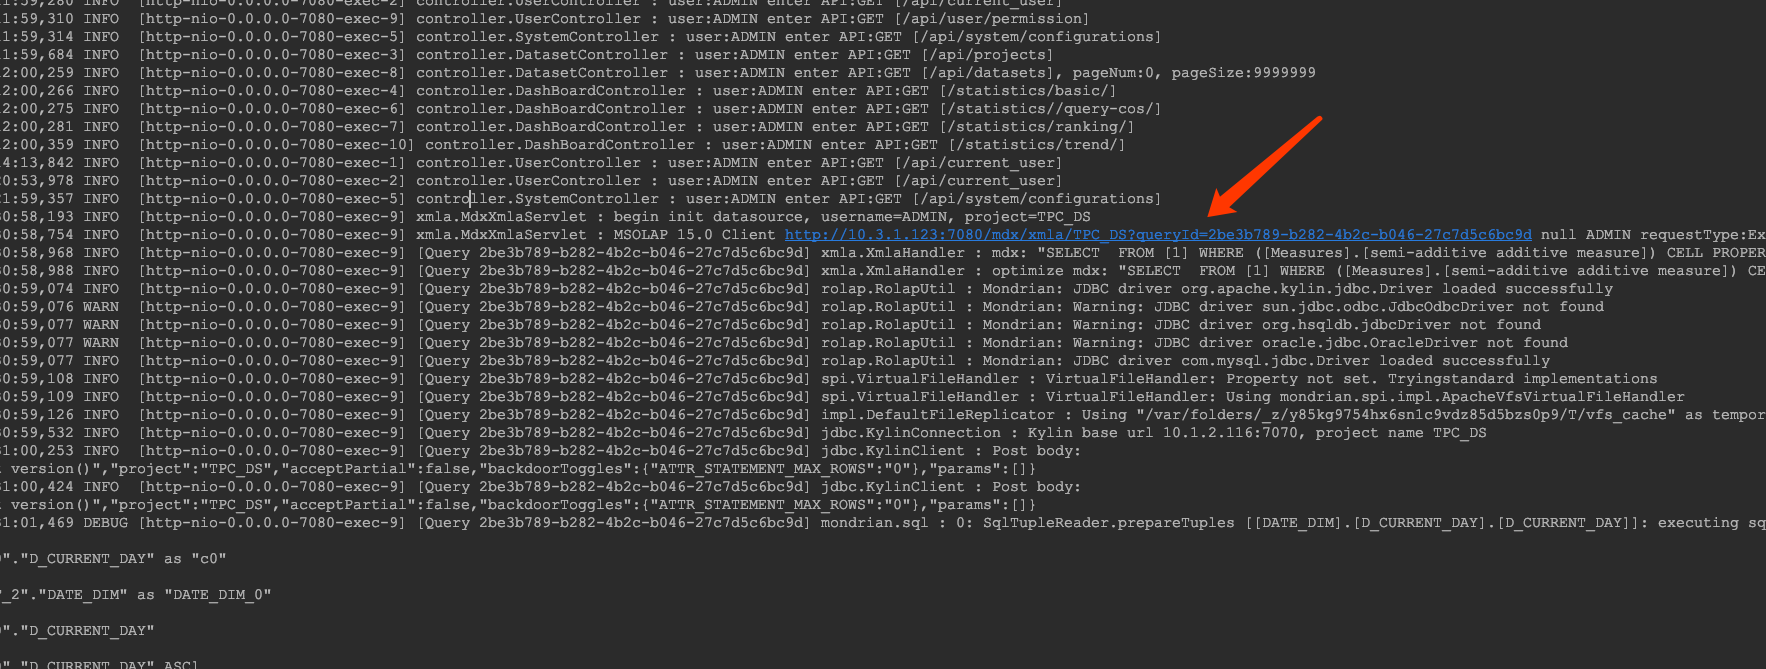 1:59,280 INFO  [http-nio-0.0.0.0-7080-exec-2] controller.UserController : user:ADMIN enter API:GET [/api/current_user]
1:59,310 INFO  [http-nio-0.0.0.0-7080-exec-9] controller.UserController : user:ADMIN enter API:GET [/api/user/permission]
1:59,314 INFO  [http-nio-0.0.0.0-7080-exec-5] controller.SystemController : user:ADMIN enter API:GET [/api/system/configurations]
1:59,684 INFO  [http-nio-0.0.0.0-7080-exec-3] controller.DatasetController : user:ADMIN enter API:GET [/api/projects]
2:00,259 INFO  [http-nio-0.0.0.0-7080-exec-8] controller.DatasetController : user:ADMIN enter API:GET [/api/datasets], pageNum:0, pageSize:9999999
2:00,266 INFO  [http-nio-0.0.0.0-7080-exec-4] controller.DashBoardController : user:ADMIN enter API:GET [/statistics/basic/]
2:00,275 INFO  [http-nio-0.0.0.0-7080-exec-6] controller.DashBoardController : user:ADMIN enter API:GET [/statistics//query-cos/]
2:00,281 INFO  [http-nio-0.0.0.0-7080-exec-7] controller.DashBoardController : user:ADMIN enter API:GET [/statistics/ranking/]
2:00,359 INFO  [http-nio-0.0.0.0-7080-exec-10] controller.DashBoardController : user:ADMIN enter API:GET [/statistics/trend/]
4:13,842 INFO  [http-nio-0.0.0.0-7080-exec-1] controller.UserController : user:ADMIN enter API:GET [/api/current_user]
0:53,978 INFO  [http-nio-0.0.0.0-7080-exec-2] controller.UserController : user:ADMIN enter API:GET [/api/current_user]
1:59,357 INFO  [http-nio-0.0.0.0-7080-exec-5] controller.SystemController : user:ADMIN enter API:GET [/api/system/configurations]
0:58,193 INFO  [http-nio-0.0.0.0-7080-exec-9] xmla.MdxXmlaServlet : begin init datasource, username=ADMIN, project=TPC_DS
0:58,754 INFO  [http-nio-0.0.0.0-7080-exec-9] xmla.MdxXmlaServlet : MSOLAP 15.0 Client http://10.3.1.123:7080/mdx/xmla/TPC_DS?queryId=2be3b789-b282-4b2c-b046-27c7d5c6bc9d null ADMIN requestType:Ex
0:58,968 INFO  [http-nio-0.0.0.0-7080-exec-9] [Query 2be3b789-b282-4b2c-b046-27c7d5c6bc9d] xmla.XmlaHandler : mdx: "SELECT  FROM [1] WHERE ([Measures].[semi-additive additive measure]) CELL PROPER
0:58,988 INFO  [http-nio-0.0.0.0-7080-exec-9] [Query 2be3b789-b282-4b2c-b046-27c7d5c6bc9d] xmla.XmlaHandler : optimize mdx: "SELECT  FROM [1] WHERE ([Measures].[semi-additive additive measure]) CE
0:59,074 INFO  [http-nio-0.0.0.0-7080-exec-9] [Query 2be3b789-b282-4b2c-b046-27c7d5c6bc9d] rolap.RolapUtil : Mondrian: JDBC driver org.apache.kylin.jdbc.Driver loaded successfully
0:59,076 WARN  [http-nio-0.0.0.0-7080-exec-9] [Query 2be3b789-b282-4b2c-b046-27c7d5c6bc9d] rolap.RolapUtil : Mondrian: Warning: JDBC driver sun.jdbc.odbc.JdbcOdbcDriver not found
0:59,077 WARN  [http-nio-0.0.0.0-7080-exec-9] [Query 2be3b789-b282-4b2c-b046-27c7d5c6bc9d] rolap.RolapUtil : Mondrian: Warning: JDBC driver org.hsqldb.jdbcDriver not found
0:59,077 WARN  [http-nio-0.0.0.0-7080-exec-9] [Query 2be3b789-b282-4b2c-b046-27c7d5c6bc9d] rolap.RolapUtil : Mondrian: Warning: JDBC driver oracle.jdbc.OracleDriver not found
0:59,077 INFO  [http-nio-0.0.0.0-7080-exec-9] [Query 2be3b789-b282-4b2c-b046-27c7d5c6bc9d] rolap.RolapUtil : Mondrian: JDBC driver com.mysql.jdbc.Driver loaded successfully
0:59,108 INFO  [http-nio-0.0.0.0-7080-exec-9] [Query 2be3b789-b282-4b2c-b046-27c7d5c6bc9d] spi.VirtualFileHandler : VirtualFileHandler: Property not set. Tryingstandard implementations
0:59,109 INFO  [http-nio-0.0.0.0-7080-exec-9] [Query 2be3b789-b282-4b2c-b046-27c7d5c6bc9d] spi.VirtualFileHandler : VirtualFileHandler: Using mondrian.spi.impl.ApacheVfsVirtualFileHandler
0:59,126 INFO  [http-nio-0.0.0.0-7080-exec-9] [Query 2be3b789-b282-4b2c-b046-27c7d5c6bc9d] impl.DefaultFileReplicator : Using "/var/folders/_z/y85kg9754hx6sn1c9vdz85d5bzs0p9/T/vfs_cache" as tempor
0:59,532 INFO  [http-nio-0.0.0.0-7080-exec-9] [Query 2be3b789-b282-4b2c-b046-27c7d5c6bc9d] jdbc.KylinConnection : Kylin base url 10.1.2.116:7070, project name TPC_DS
1:00,253 INFO  [http-nio-0.0.0.0-7080-exec-9] [Query 2be3b789-b282-4b2c-b046-27c7d5c6bc9d] jdbc.KylinClient : Post body:
version()","project":"TPC_DS","acceptPartial":false,"backdoorToggles":{"ATTR_STATEMENT_MAX_ROWS":"0"},"params":[]}
1:00,424 INFO  [http-nio-0.0.0.0-7080-exec-9] [Query 2be3b789-b282-4b2c-b046-27c7d5c6bc9d] jdbc.KylinClient : Post body:
version()","project":"TPC_DS","acceptPartial":false,"backdoorToggles":{"ATTR_STATEMENT_MAX_ROWS":"0"},"params":[]}
1:01,469 DEBUG [http-nio-0.0.0.0-7080-exec-9] [Query 2be3b789-b282-4b2c-b046-27c7d5c6bc9d] mondrian.sql : 0: SqlTupleReader.prepareTuples [[DATE_DIM].[D_CURRENT_DAY].[D_CURRENT_DAY]]: executing sq
"."D_CURRENT_DAY" as "c0"
_2"."DATE_DIM" as "DATE_DIM_0"
"."D_CURRENT_DAY"
"."D_CURRENT_DAY" ASC]